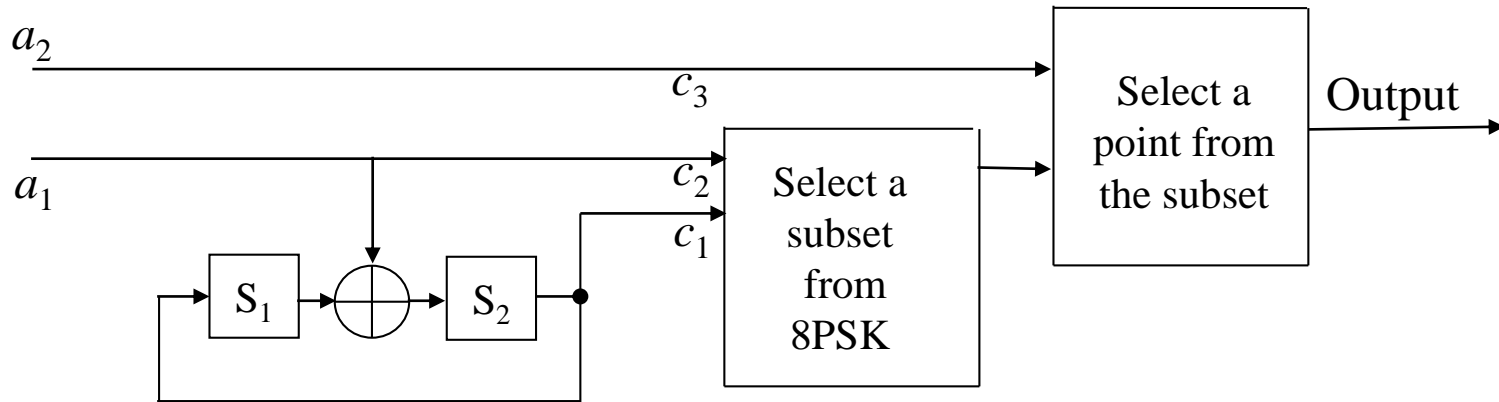 a₂
c₃
Select a
point from
the subset
Output
a₁
c₂
c₁
Select a
subset
from
8PSK
S₁
S₂